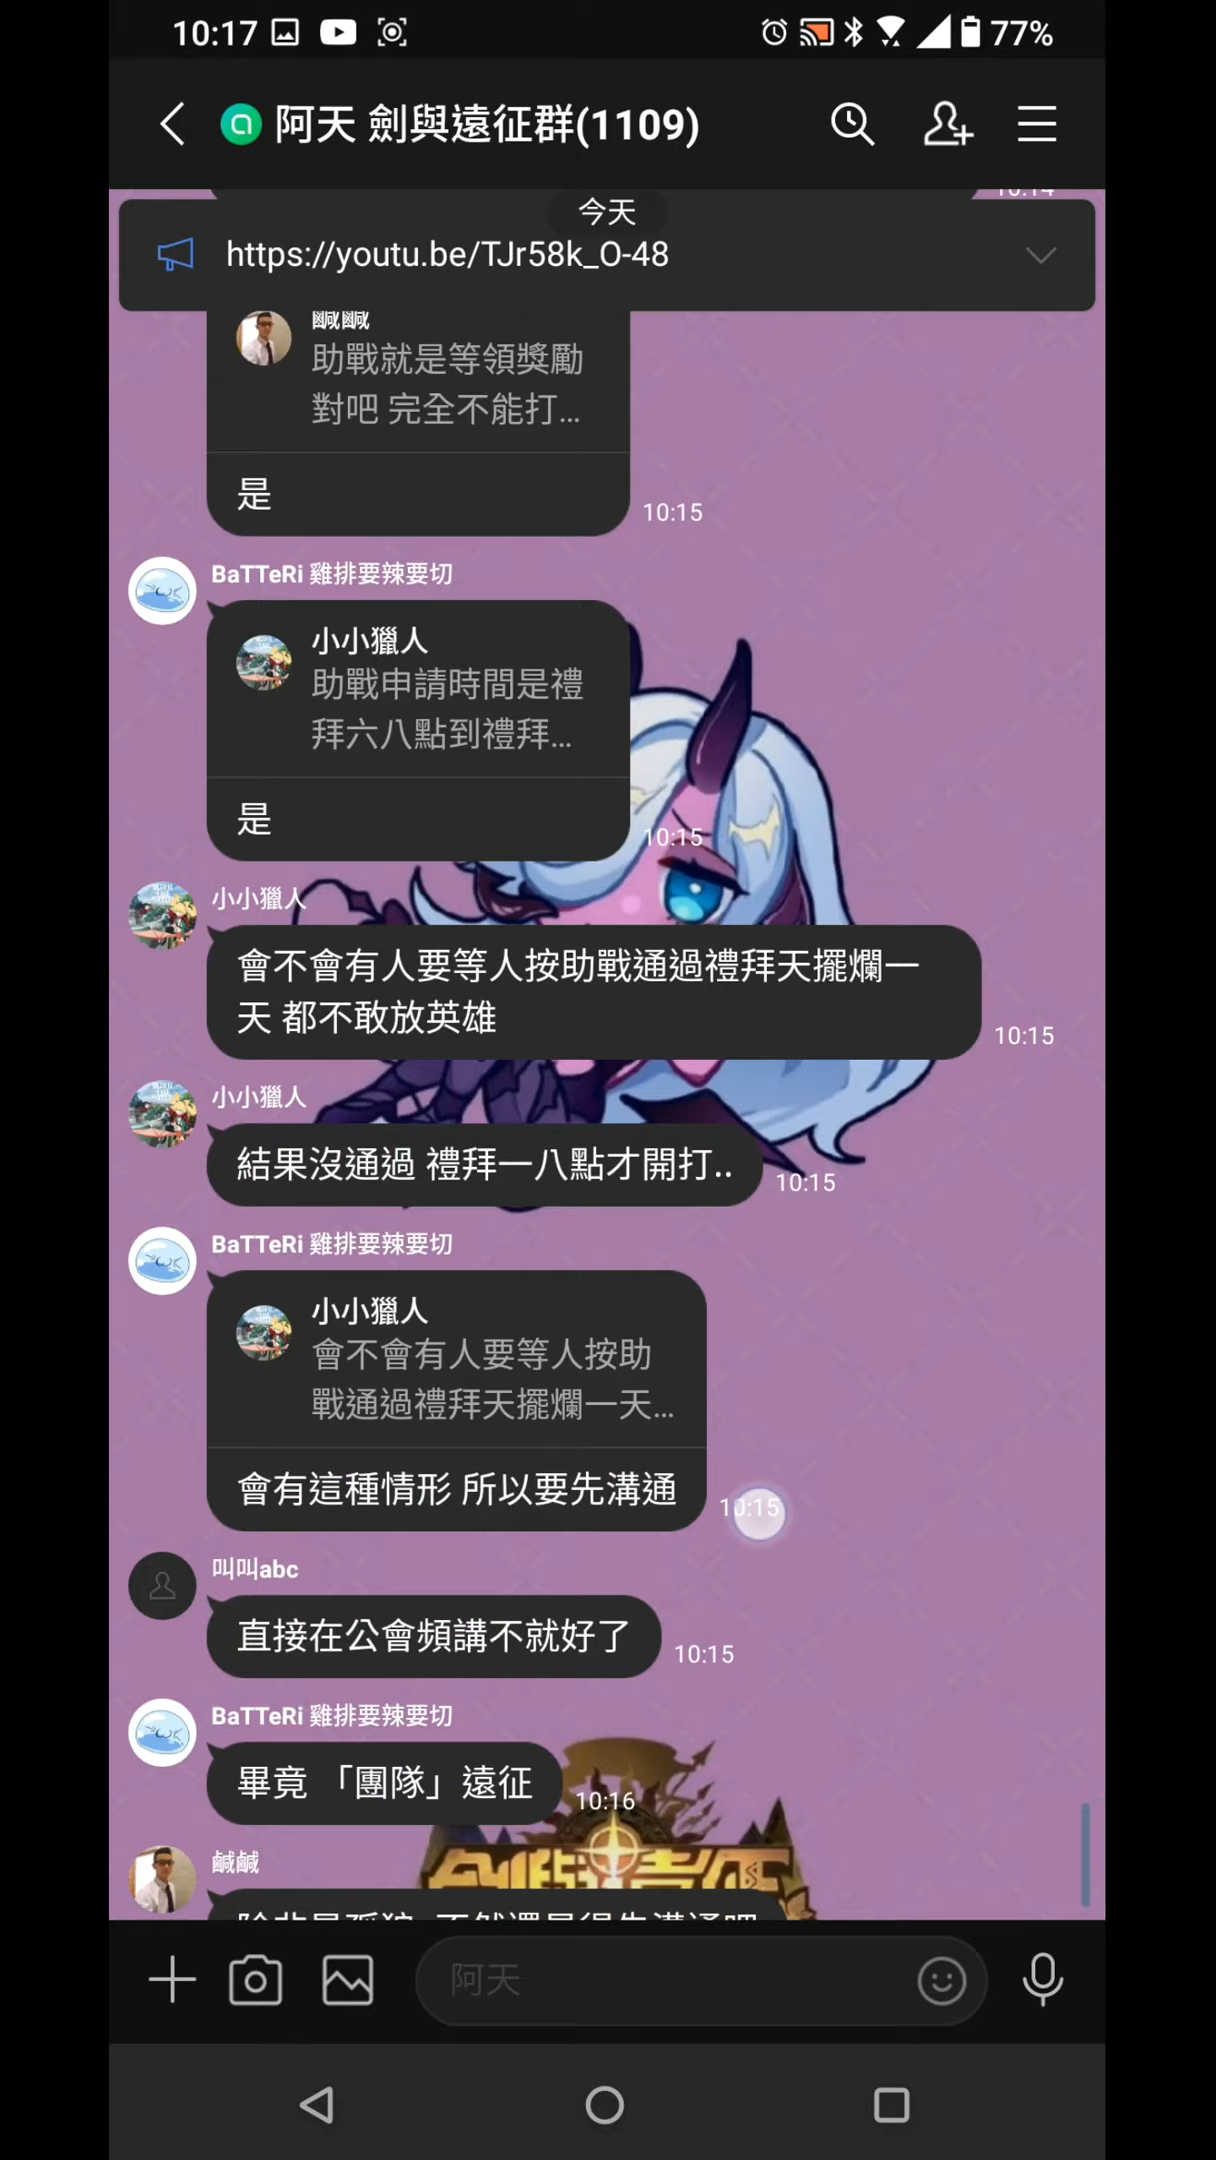 10:17
77%
阿天 劍與遠征群(1109)
10:14
今天
https://youtu.be/TJr58k_O-48
鹹鹹
助戰就是等領獎勵
對吧 完全不能打...
是
10:15
BaTTeRi 雞排要辣要切
小小獵人
助戰申請時間是禮
拜六八點到禮拜...
是
10:15
小小獵人
會不會有人要等人按助戰通過禮拜天擺爛一
天 都不敢放英雄
10:15
小小獵人
結果沒通過 禮拜一八點才開打..
10:15
BaTTeRi 雞排要辣要切
小小獵人
會不會有人要等人按助
戰通過禮拜天擺爛一天...
會有這種情形 所以要先溝通
10:15
叫叫abc
直接在公會頻講不就好了
10:15
BaTTeRi 雞排要辣要切
畢竟 「團隊」遠征
10:16
劍與遠征
鹹鹹
阿天